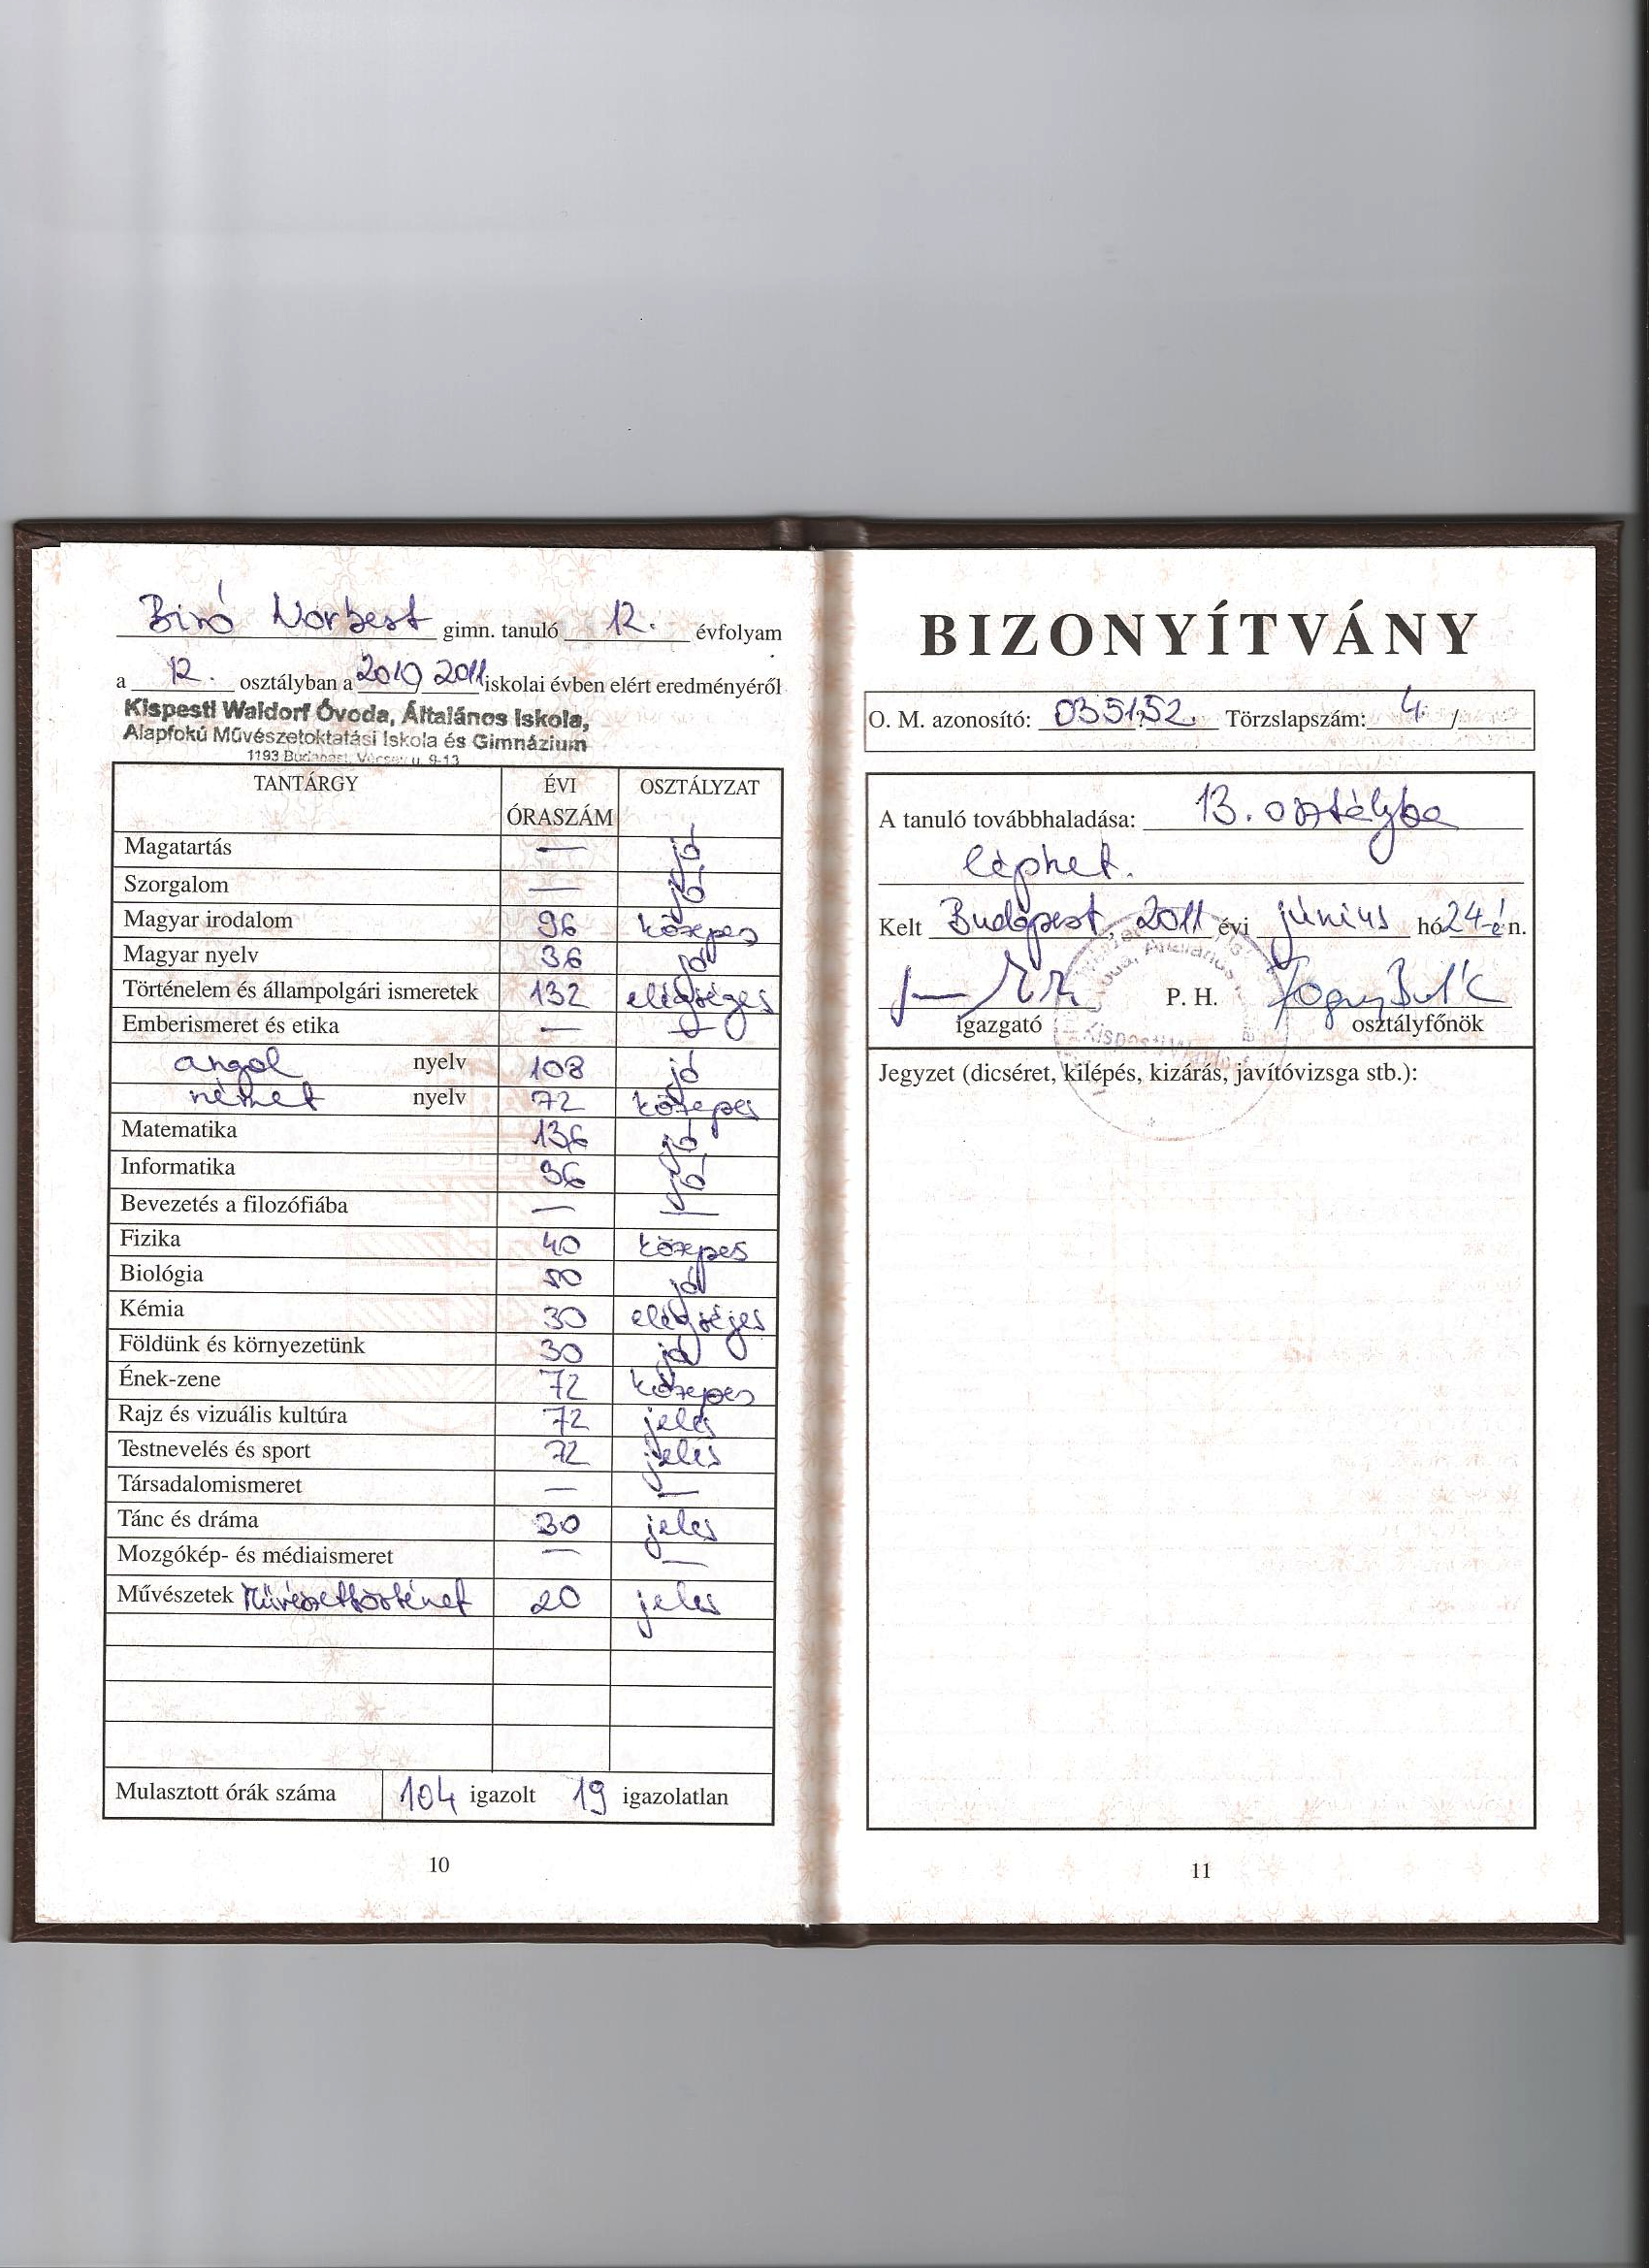 Biró Norbert gimn. tanuló 12. évfolyam
a 12. osztályban a 2010/2011 iskolai évben elért eredményéről
Kispesti Waldorf Óvoda, Általános Iskola,
Alapfokú Művészetoktatási Iskola és Gimnázium
1193 Budapest, u. 9-13
TANTÁRGY ÉVI ÓRASZÁM OSZTÁLYZAT
Magatartás — jó
Szorgalom — jó
Magyar irodalom 96 közepes
Magyar nyelv 36 jó
Történelem és állampolgári ismeretek 132 elégséges
Emberismeret és etika — —
angol nyelv 108 jó
német nyelv 72 közepes
Matematika 136 jó
Informatika 36 jó
Bevezetés a filozófiába — —
Fizika 40 közepes
Biológia jó
Kémia 30 elégséges
Földünk és környezetünk 30 jó
Ének-zene 72 közepes
Rajz és vizuális kultúra 72 jeles
Testnevelés és sport 72 jeles
Társadalomismeret — —
Tánc és dráma 30 jeles
Mozgókép- és médiaismeret — —
Művészetek Művészettörténet 20 jeles
Mulasztott órák száma 104 igazolt 19 igazolatlan
10
BIZONYÍTVÁNY
O. M. azonosító: 035152. Törzslapszám: 4. /
A tanuló továbbhaladása: 13. osztályba
léphet.
Kelt Budapest, 2011 évi június hó 24-én.
P. H.
igazgató osztályfőnök
Jegyzet (dicséret, kilépés, kizárás, javítóvizsga stb.):
11